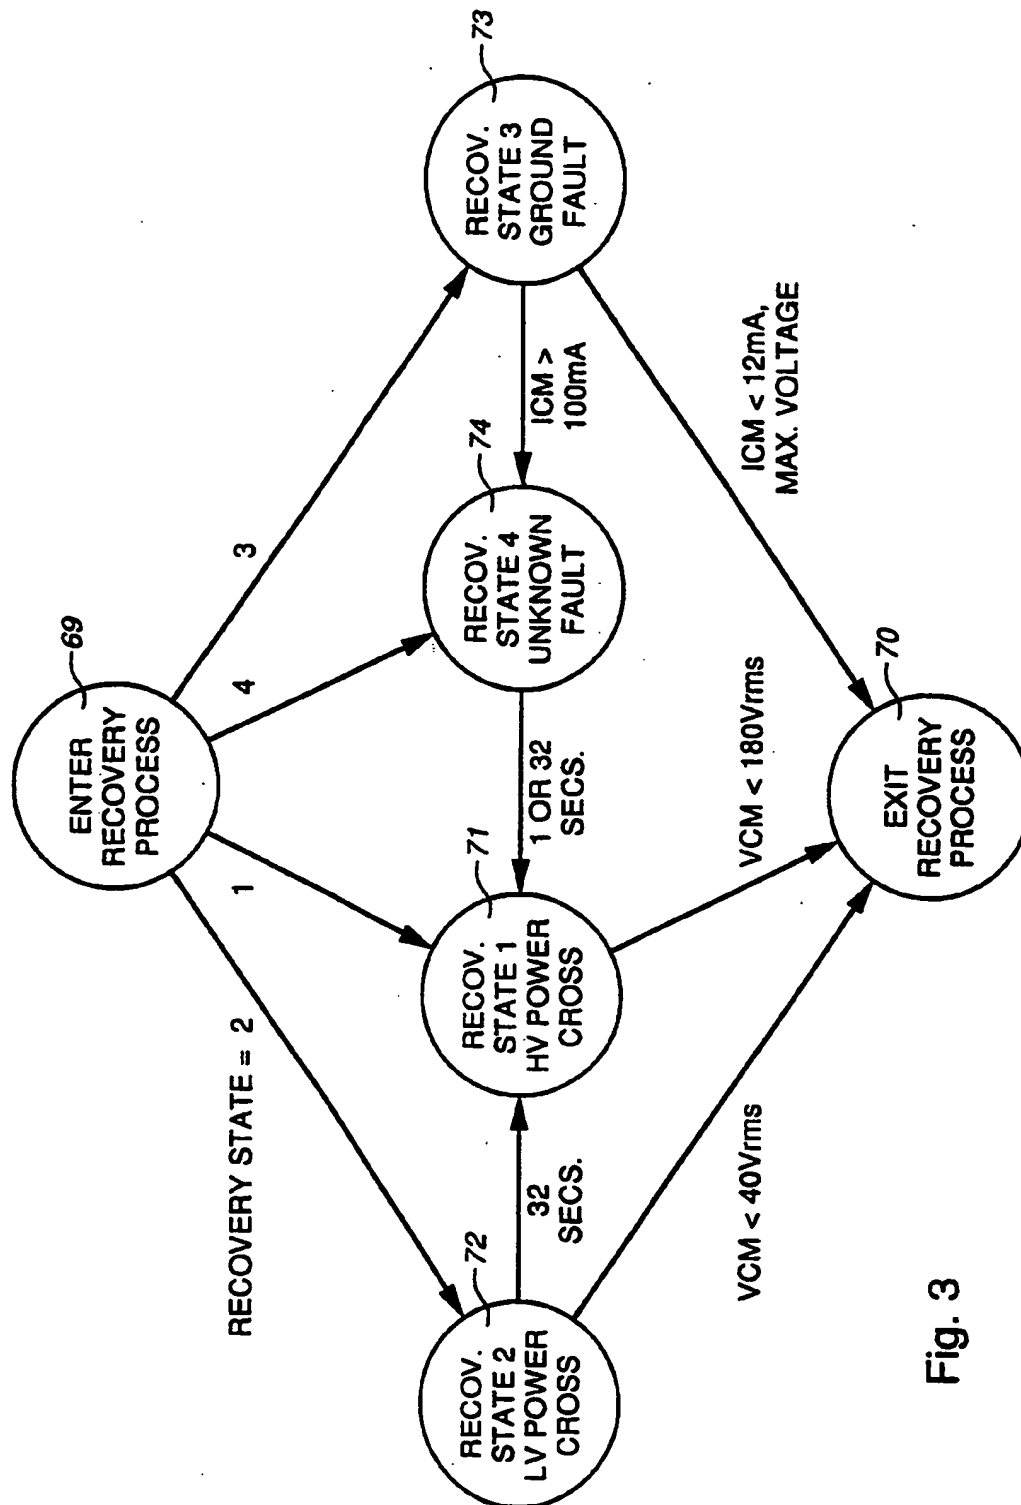 69
ENTER
RECOVERY
PROCESS
RECOVERY STATE = 2
1
4
3
72
RECOV.
STATE 2
LV POWER
CROSS
32
SECS.
71
RECOV.
STATE 1
HV POWER
CROSS
1 OR 32
SECS.
74
RECOV.
STATE 4
UNKNOWN
FAULT
ICM >
100mA
73
RECOV.
STATE 3
GROUND
FAULT
VCM < 40Vrms
VCM < 180Vrms
ICM < 12mA,
MAX. VOLTAGE
70
EXIT
RECOVERY
PROCESS
Fig. 3